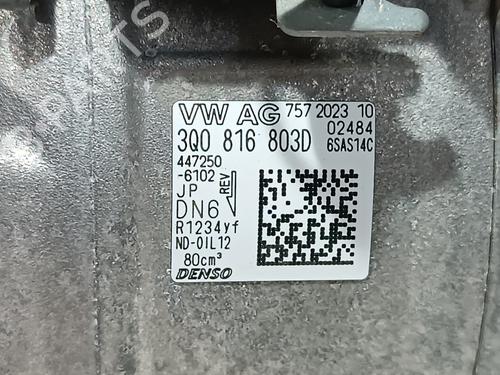 VW AG 757 2023 10
02484
3Q0 816 803D 6SAS14C
447250
-6102
JP REV
DN6
R1234yf
ND-OIL12
80cm³
DENSO